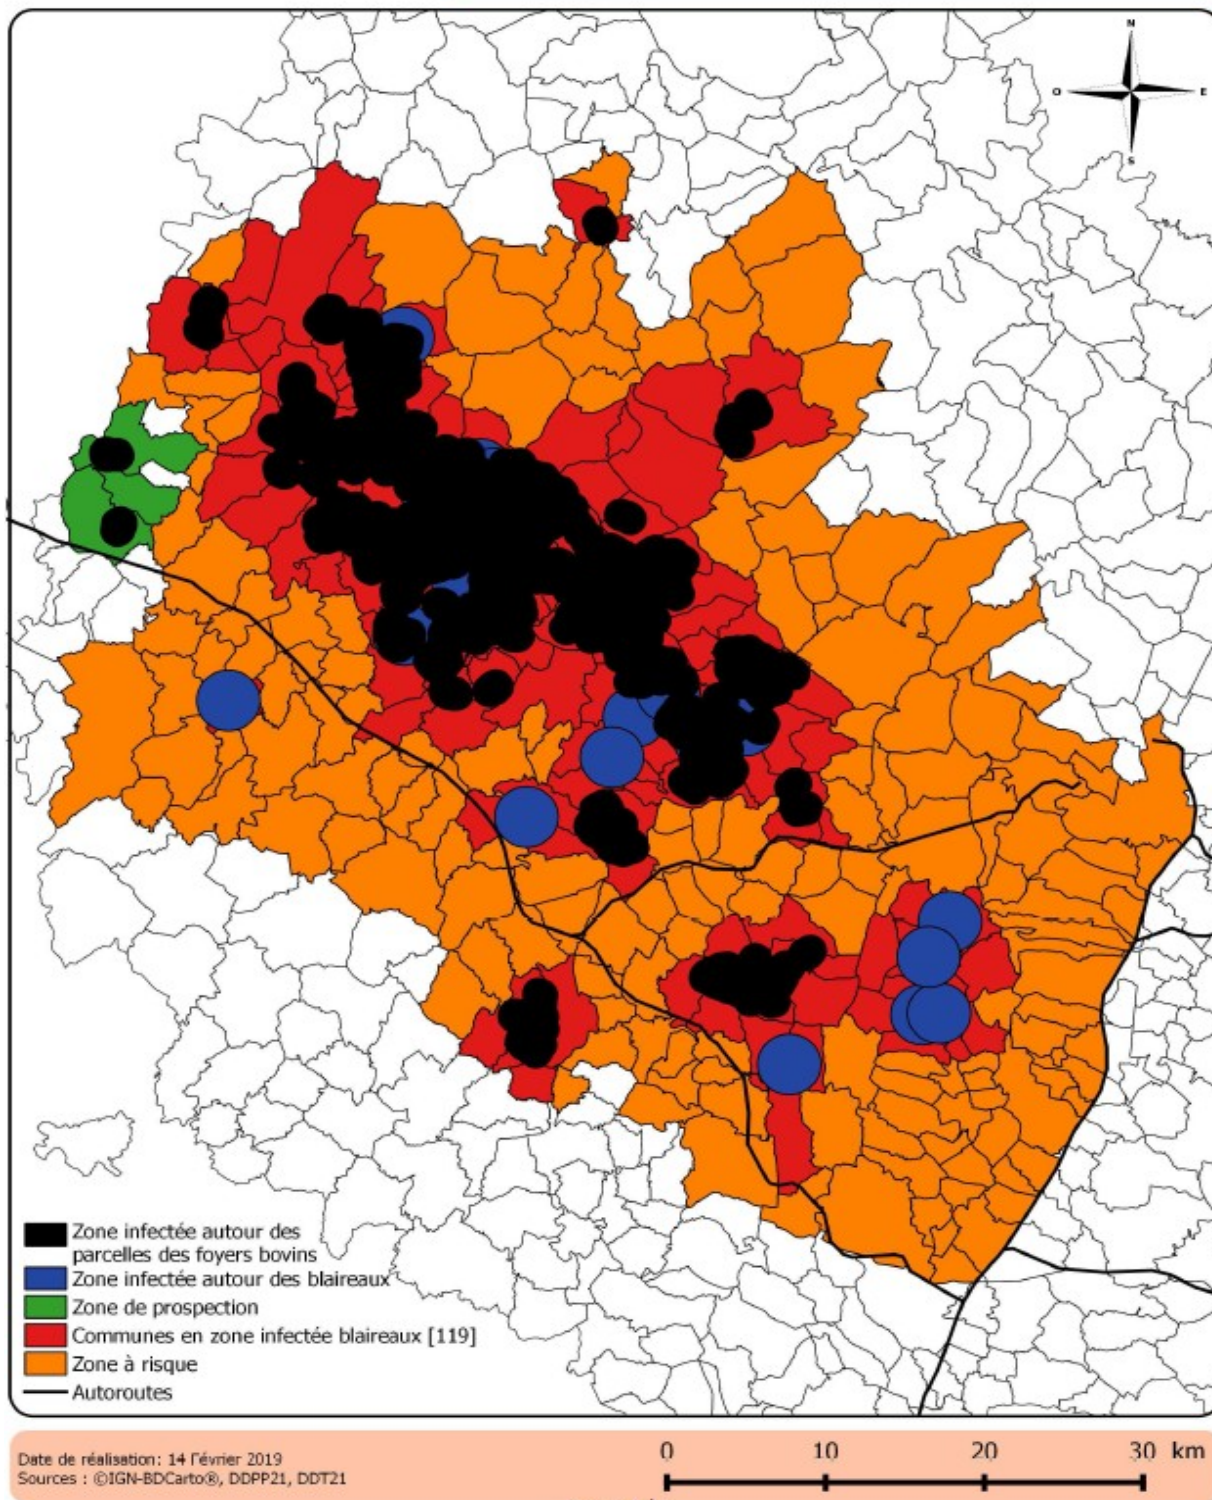 N
O
E
S
Zone infectée autour des
parcelles des foyers bovins
Zone infectée autour des blaireaux
Zone de prospection
Communes en zone infectée blaireaux [119]
Zone à risque
Autoroutes
Date de réalisation: 14 Février 2019
Sources : ©IGN-BDCarto®, DDPP21, DDT21
0 10 20 30 km